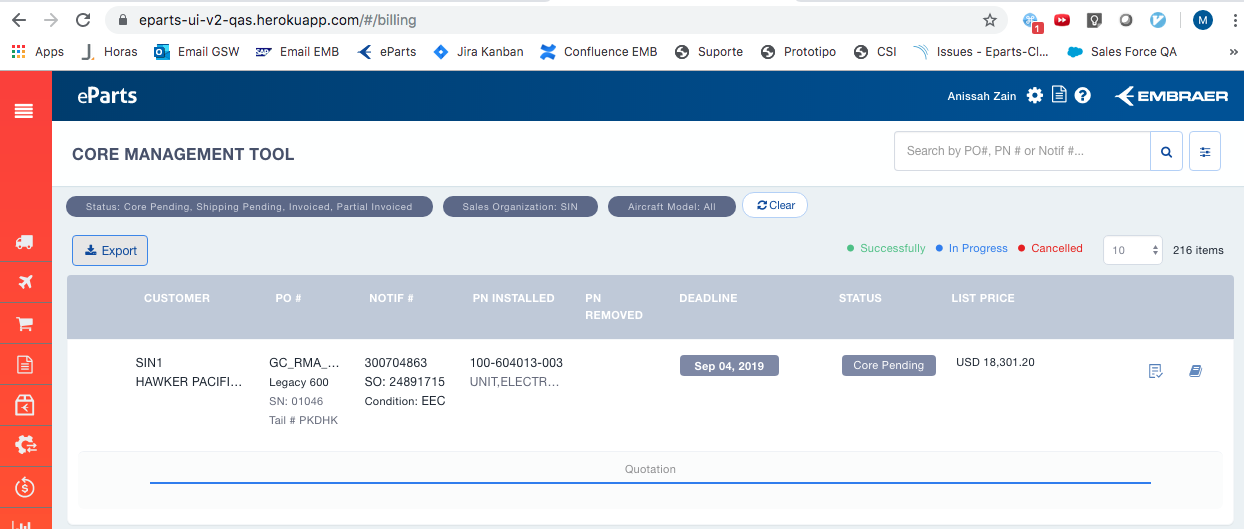 eparts-ui-v2-qas.herokuapp.com/#/billing
1
M
Apps
Horas
Email GSW
Email EMB
eParts
Jira Kanban
Confluence EMB
Suporte
Prototipo
CSI
Issues - Eparts-Cl...
Sales Force QA
»
eParts
Anissah Zain
EMBRAER
CORE MANAGEMENT TOOL
Search by PO#, PN # or Notif #...
Status: Core Pending, Shipping Pending, Invoiced, Partial Invoiced
Sales Organization: SIN
Aircraft Model: All
Clear
Export
Successfully
In Progress
Cancelled
10
216 items
CUSTOMER
PO #
NOTIF #
PN INSTALLED
PN
REMOVED
DEADLINE
STATUS
LIST PRICE
SIN1
HAWKER PACIFI...
GC_RMA_...
Legacy 600
SN: 01046
Tail # PKDHK
300704863
SO: 24891715
Condition: EEC
100-604013-003
UNIT,ELECTR...
Sep 04, 2019
Core Pending
USD 18,301.20
Quotation